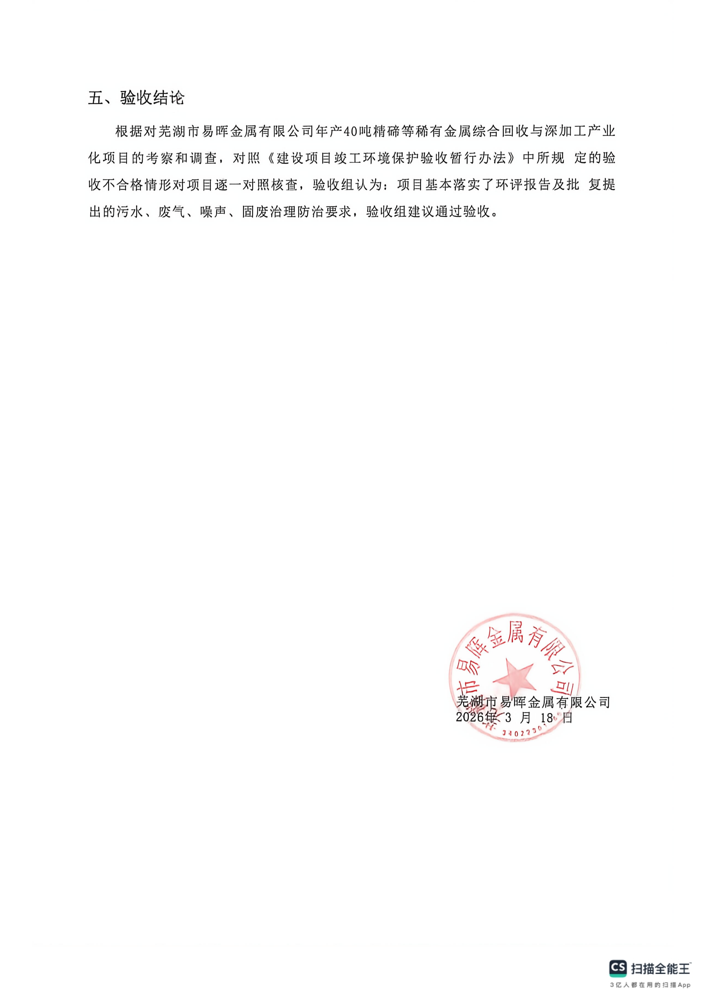 五、验收结论
根据对芜湖市易晖金属有限公司年产40吨精碲等稀有金属综合回收与深加工产业
化项目的考察和调查，对照《建设项目竣工环境保护验收暂行办法》中所规 定的验
收不合格情形对项目逐一对照核查，验收组认为：项目基本落实了环评报告及批 复提
出的污水、废气、噪声、固废治理防治要求，验收组建议通过验收。
市易晖金属有限公司
芜湖市易晖金属有限公司
2026年 3 月 18 日
CS 扫描全能王
3亿人都在用的扫描App